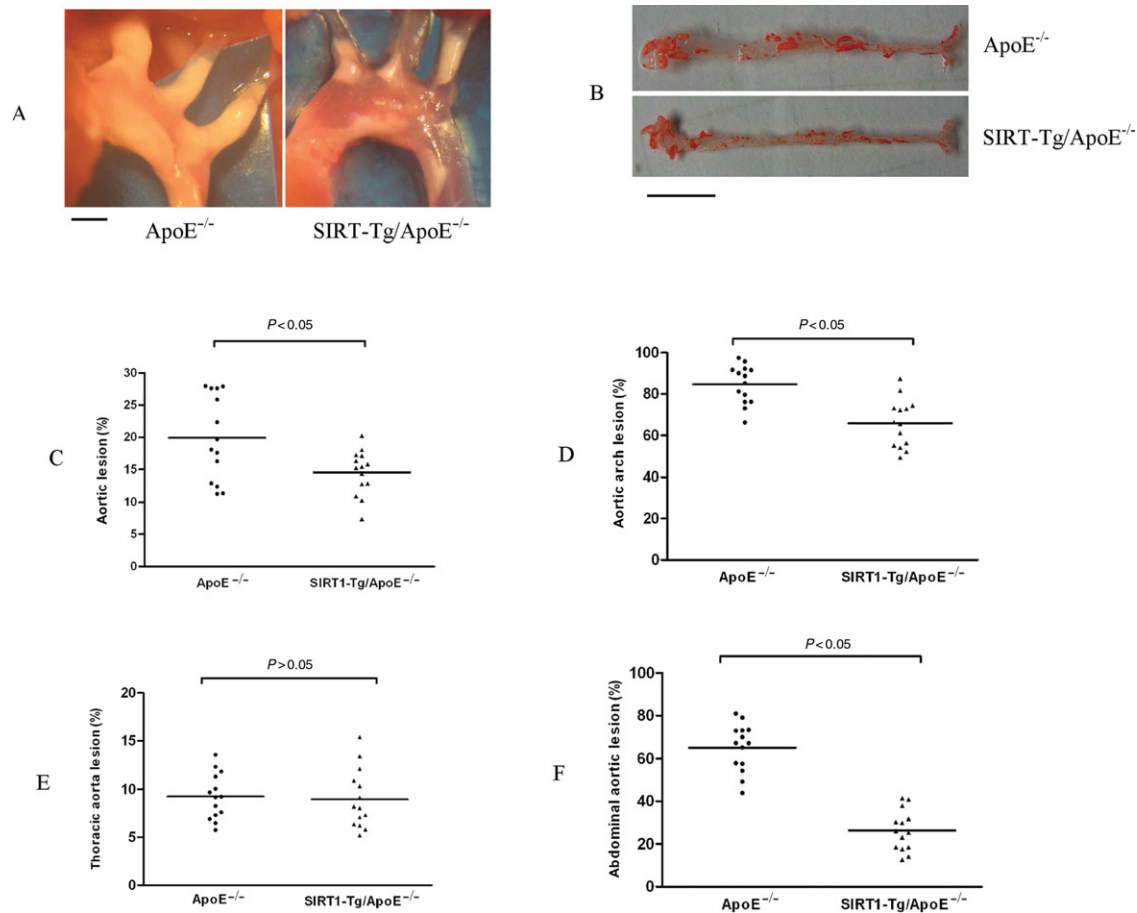 A
ApoE⁻/⁻
SIRT-Tg/ApoE⁻/⁻
B
ApoE⁻/⁻
SIRT-Tg/ApoE⁻/⁻
C
P < 0.05
Aortic lesion (%)
30
25
20
15
10
5
0
ApoE⁻/⁻
SIRT1-Tg/ApoE⁻/⁻
D
P < 0.05
Aortic arch lesion (%)
100
80
60
40
20
0
ApoE⁻/⁻
SIRT1-Tg/ApoE⁻/⁻
E
P > 0.05
Thoracic aorta lesion (%)
20
15
10
5
0
ApoE⁻/⁻
SIRT1-Tg/ApoE⁻/⁻
F
P < 0.05
Abdominal aortic lesion (%)
100
80
60
40
20
0
ApoE⁻/⁻
SIRT1-Tg/ApoE⁻/⁻